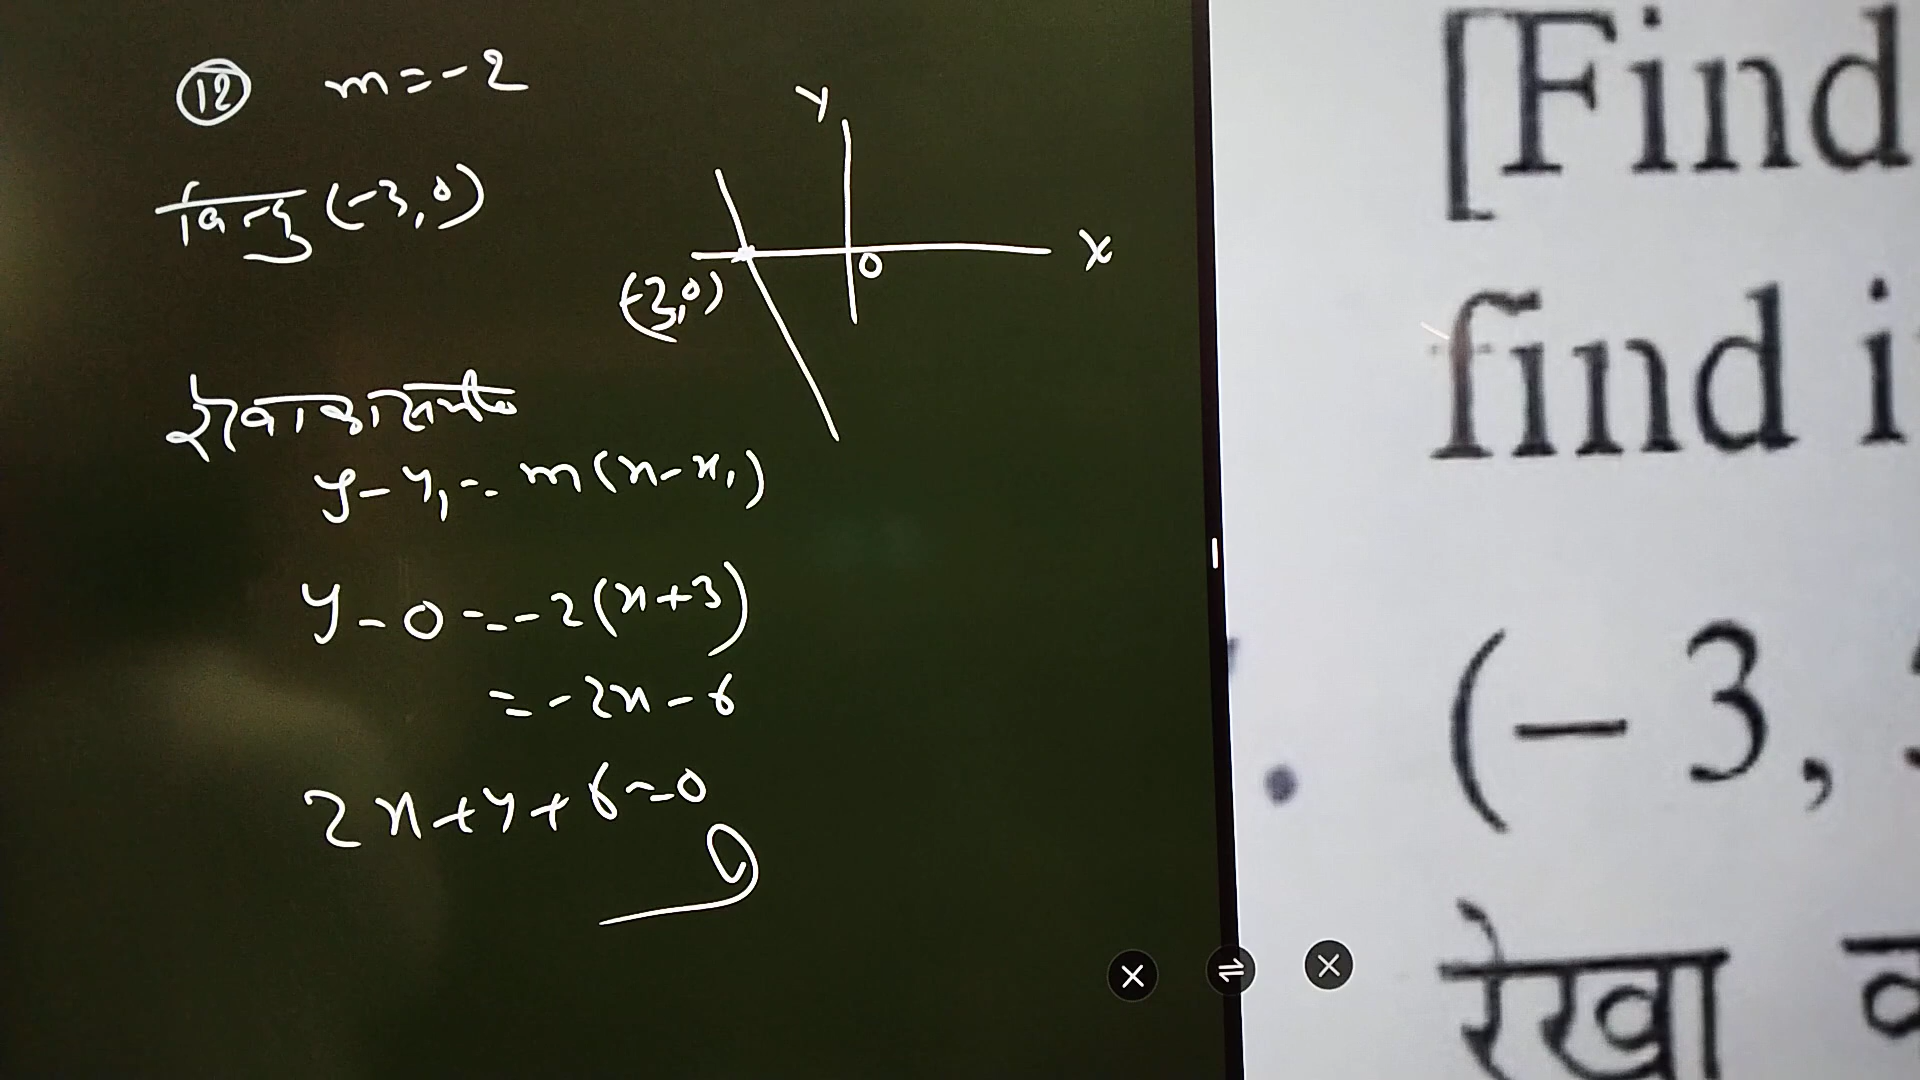 12 m = -2
बिन्दु (-3, 0)
Y
X
O
(-3, 0)
रेखा का समी०
y - y₁ = m(x - x₁)
y - 0 = -2(x + 3)
= -2x - 6
2x + y + 6 = 0
[Find
find i
(– 3,
रेखा